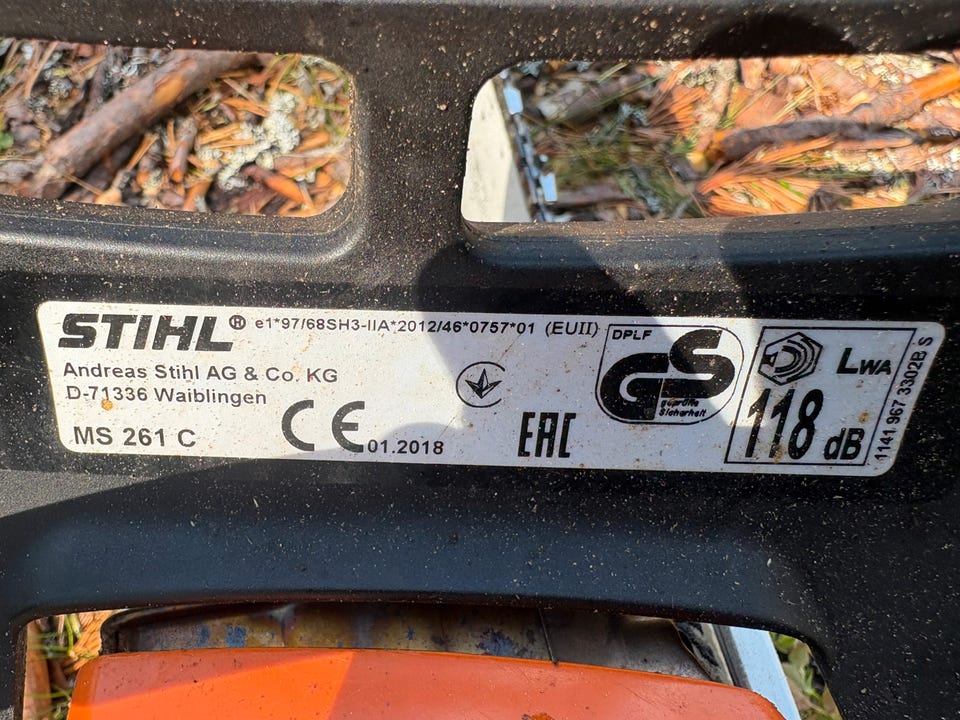 STIHL
e1*97/68SH3-IIA*2012/46*0757*01 (EUII)
Andreas Stihl AG & Co. KG
D-71336 Waiblingen
MS 261 C
CE
01.2018
EAC
DPLF
GS
geprüfte
Sicherheit
LWA
118 dB
1141 967 3302B S